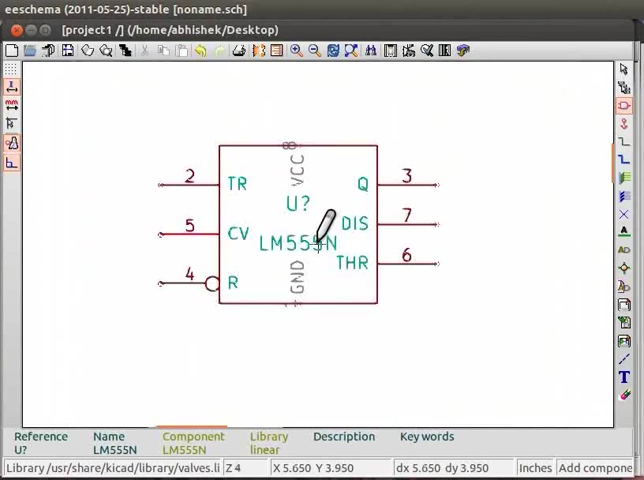 eeschema (2011-05-25)-stable [noname.sch]
[project1 /] (/home/abhishek/Desktop)
8
VCC
2 TR Q 3
U?
DIS 7
5 CV
LM555N
THR 6
4 R
GND
1
Reference Name Component Library Description Key words
U? LM555N LM555N linear
Library /usr/share/kicad/library/valves.li Z 4 X 5.650 Y 3.950 dx 5.650 dy 3.950 Inches Add compone